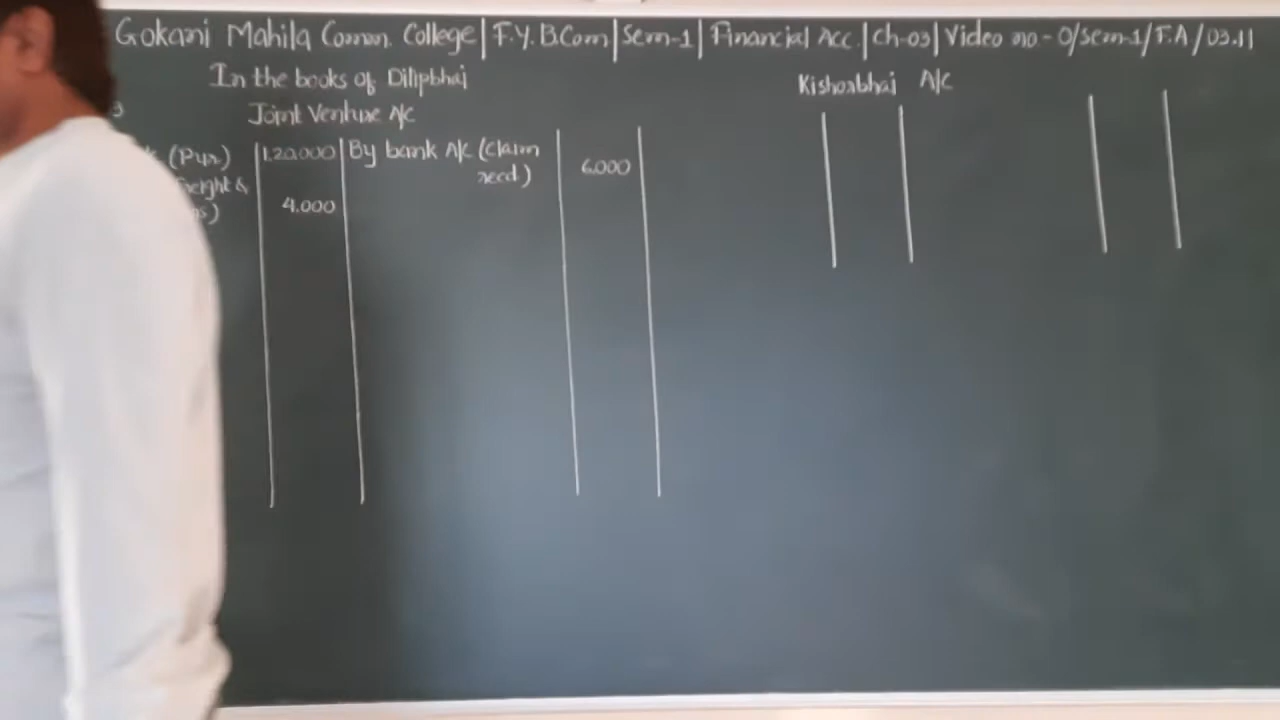 Gokani Mahila Comm. College | F.Y. B.Com | Sem-1 | Financial Acc. | Ch-03 | Video no - 0/Sem-1/F.A/03.11
In the books of Dilipbhai
Kishorbhai A/C
3
Joint Venture A/c
(Pur) 1,20,000 By bank A/c (Claim
recd) 6,000
&
4,000